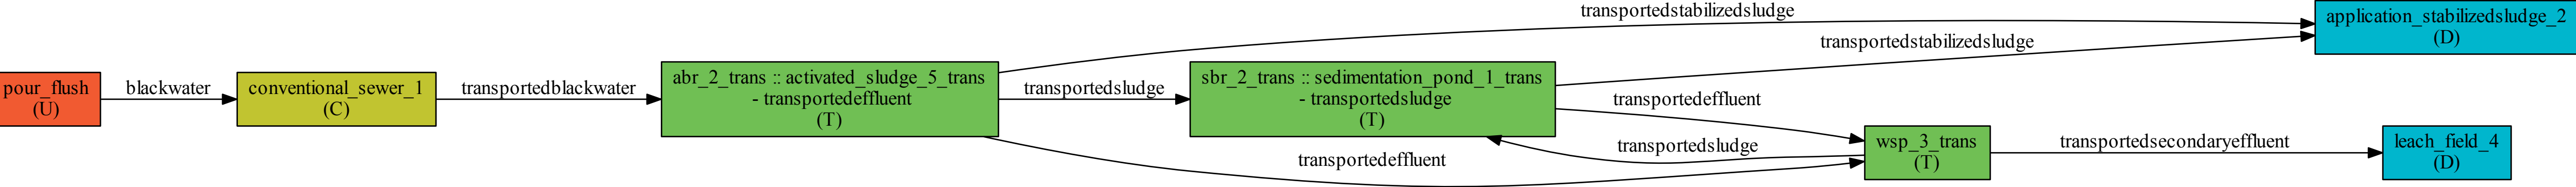 pour_flush
(U)
blackwater
conventional_sewer_1
(C)
transportedblackwater
abr_2_trans :: activated_sludge_5_trans
- transportedeffluent
(T)
transportedstabilizedsludge
transportedsludge
transportedeffluent
sbr_2_trans :: sedimentation_pond_1_trans
- transportedsludge
(T)
transportedstabilizedsludge
transportedeffluent
transportedsludge
wsp_3_trans
(T)
transportedsecondaryeffluent
application_stabilizedsludge_2
(D)
leach_field_4
(D)